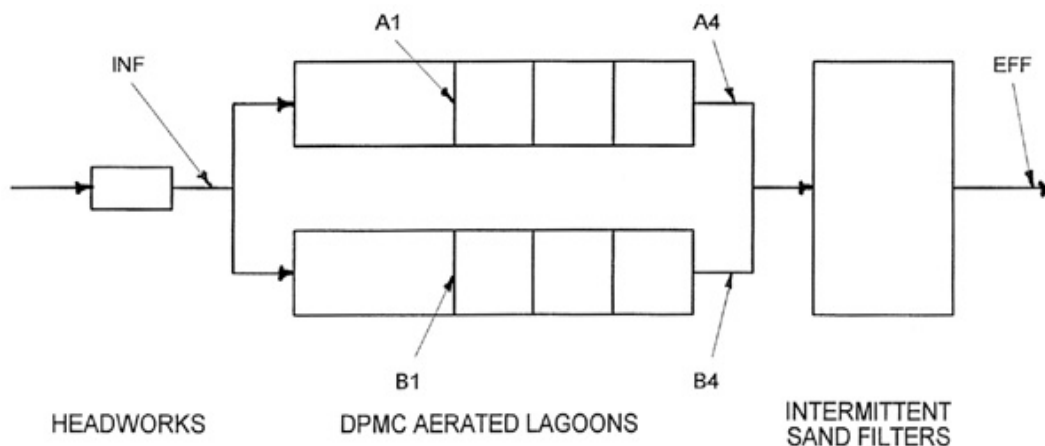 A1
A4
INF
EFF
B1
B4
HEADWORKS
DPMC AERATED LAGOONS
INTERMITTENT
SAND FILTERS